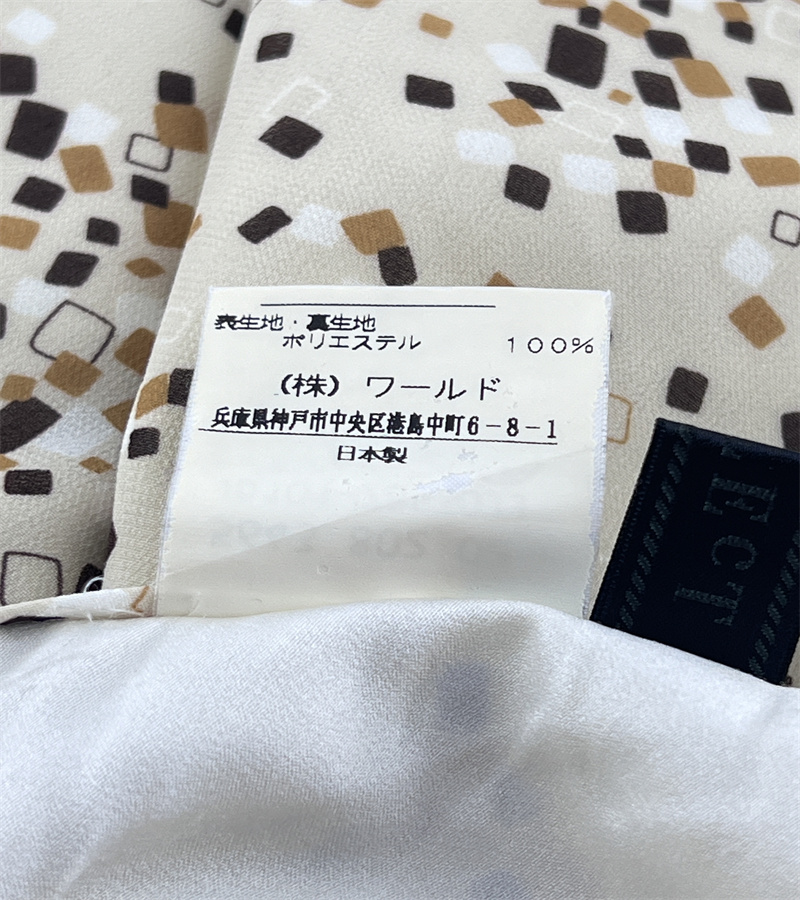 表生地・裏生地
ポリエステル 100%
(株) ワールド
兵庫県神戸市中央区港島中町6-8-1
日本製
ECT